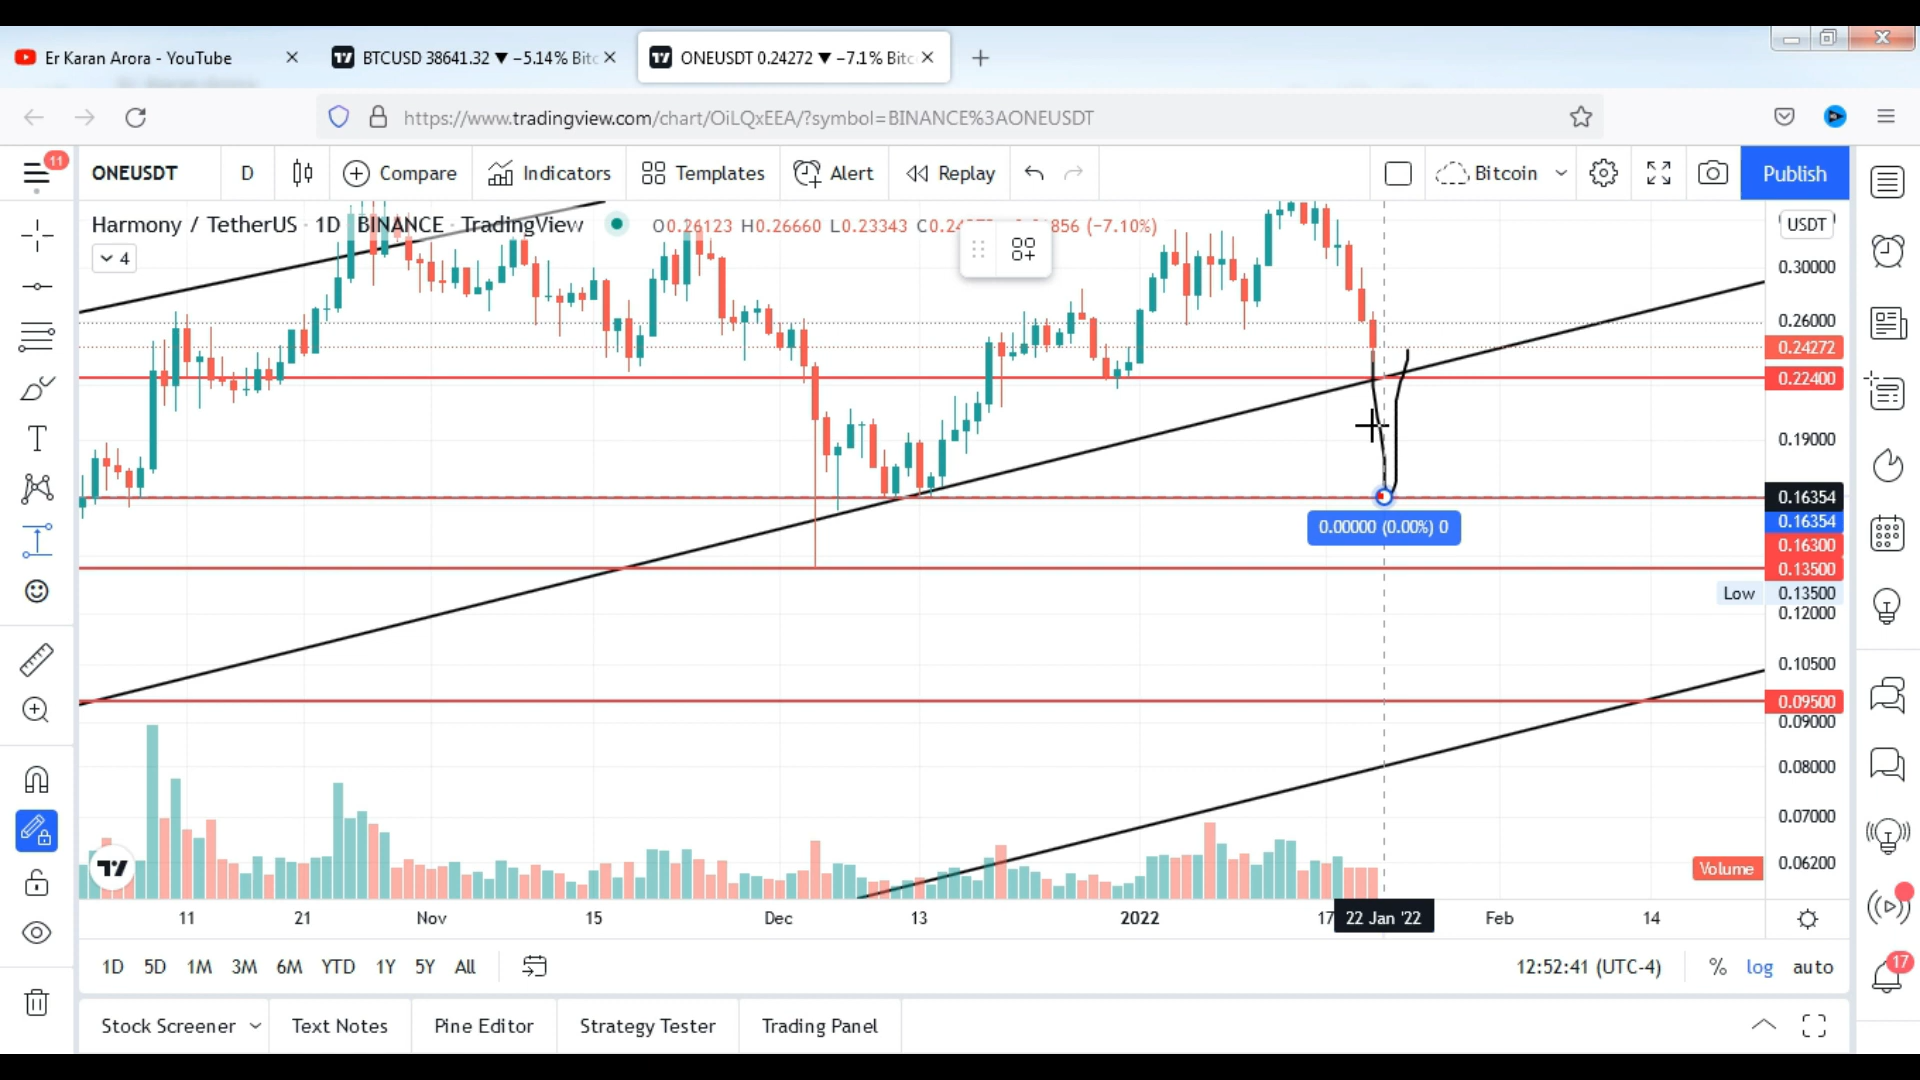 Er Karan Arora - YouTube
BTCUSD 38641.32 ▼ −5.14% Bitc
ONEUSDT 0.24272 ▼ −7.1% Bitc
https://www.tradingview.com/chart/OiLQxEEA/?symbol=BINANCE%3AONEUSDT
11
ONEUSDT D Compare Indicators Templates Alert Replay Bitcoin Publish
Harmony / TetherUS · 1D BINANCE · TradingView O0.26123 H0.26660 L0.23343 C0.24 856 (−7.10%)
4
USDT
0.30000
0.26000
0.24272
0.22400
0.19000
0.16354
0.16354
0.00000 (0.00%) 0
0.16300
0.13500
Low 0.13500
0.12000
0.10500
0.09500
0.09000
0.08000
0.07000
0.06200
Volume
11 21 Nov 15 Dec 13 2022 17 22 Jan '22 Feb 14
1D 5D 1M 3M 6M YTD 1Y 5Y All
12:52:41 (UTC-4) % log auto
17
Stock Screener Text Notes Pine Editor Strategy Tester Trading Panel